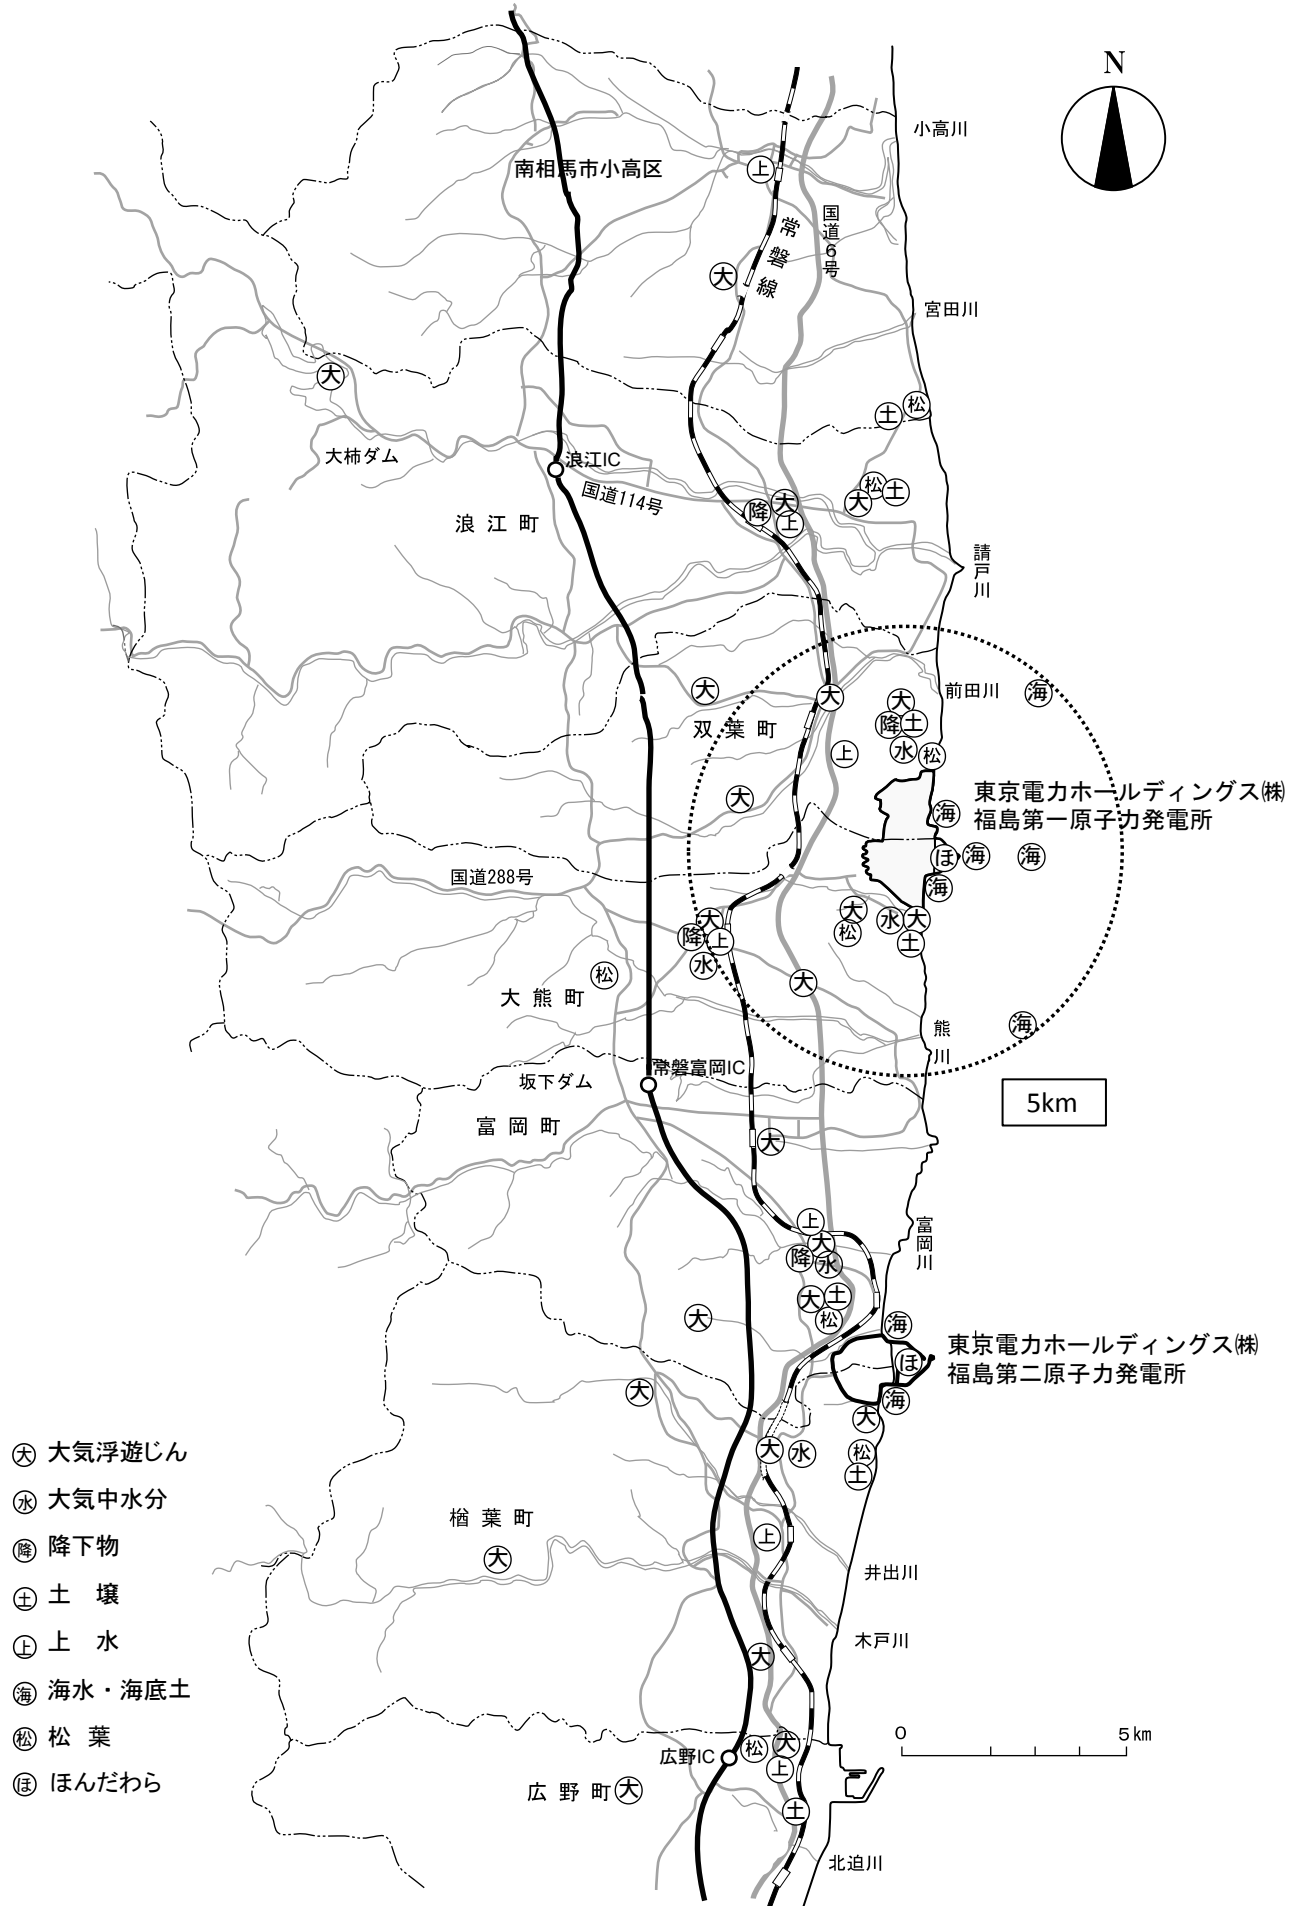 N
小高川
南相馬市小高区
上
国道6号
常磐線
大
宮田川
大
松
土
大柿ダム
浪江IC
国道114号
松
土
大
大
降
上
浪江町
請戸川
大
大
大
前田川
海
降
土
双葉町
上
水
松
大
東京電力ホールディングス㈱
福島第一原子力発電所
海
ほ
海
海
海
国道288号
大
松
水
大
土
大
降
上
水
松
大
大熊町
熊川
海
常磐富岡IC
坂下ダム
5km
富岡町
大
上
大
降
水
富岡川
大
土
松
大
海
東京電力ホールディングス㈱
福島第二原子力発電所
ほ
大
海
大
大
水
松
土
大 大気浮遊じん
水 大気中水分
降 降下物
土 土壌
上 上水
海 海水・海底土
松 松葉
ほ ほんだわら
楢葉町
大
上
井出川
木戸川
大
0
5km
広野IC
松
大
上
広野町
大
土
北迫川